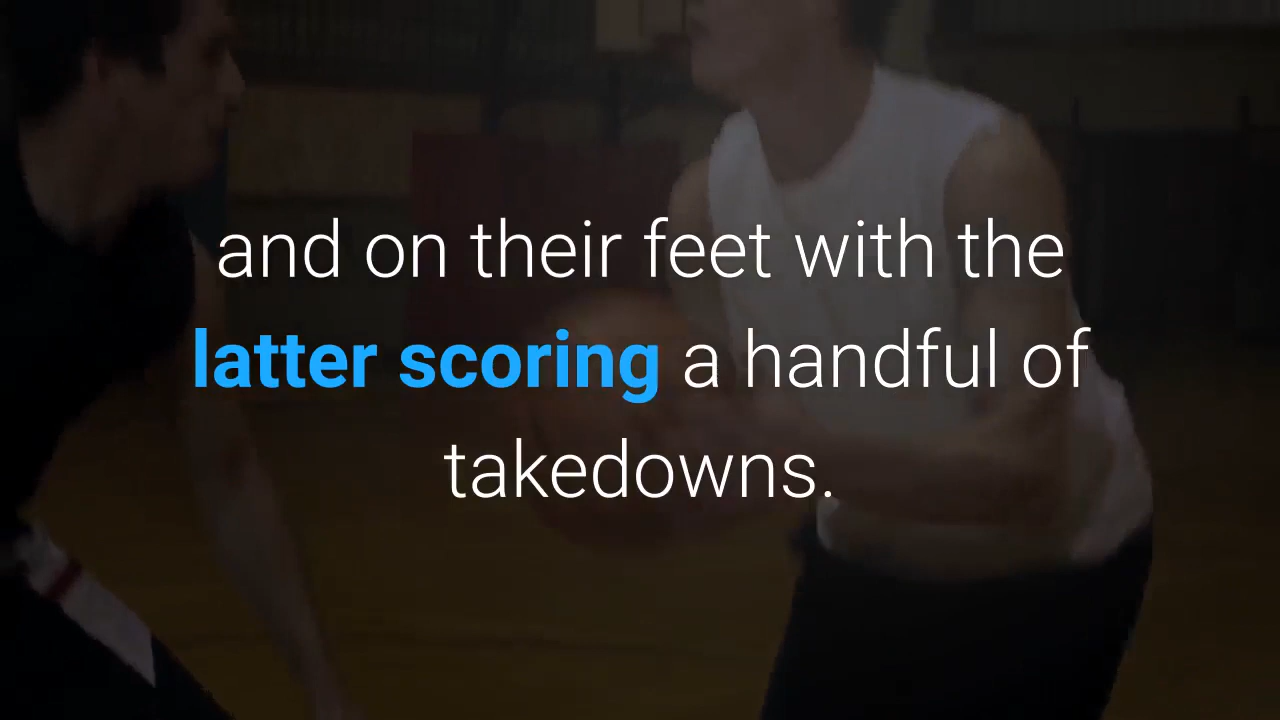 and on their feet with the
latter scoring a handful of
takedowns.